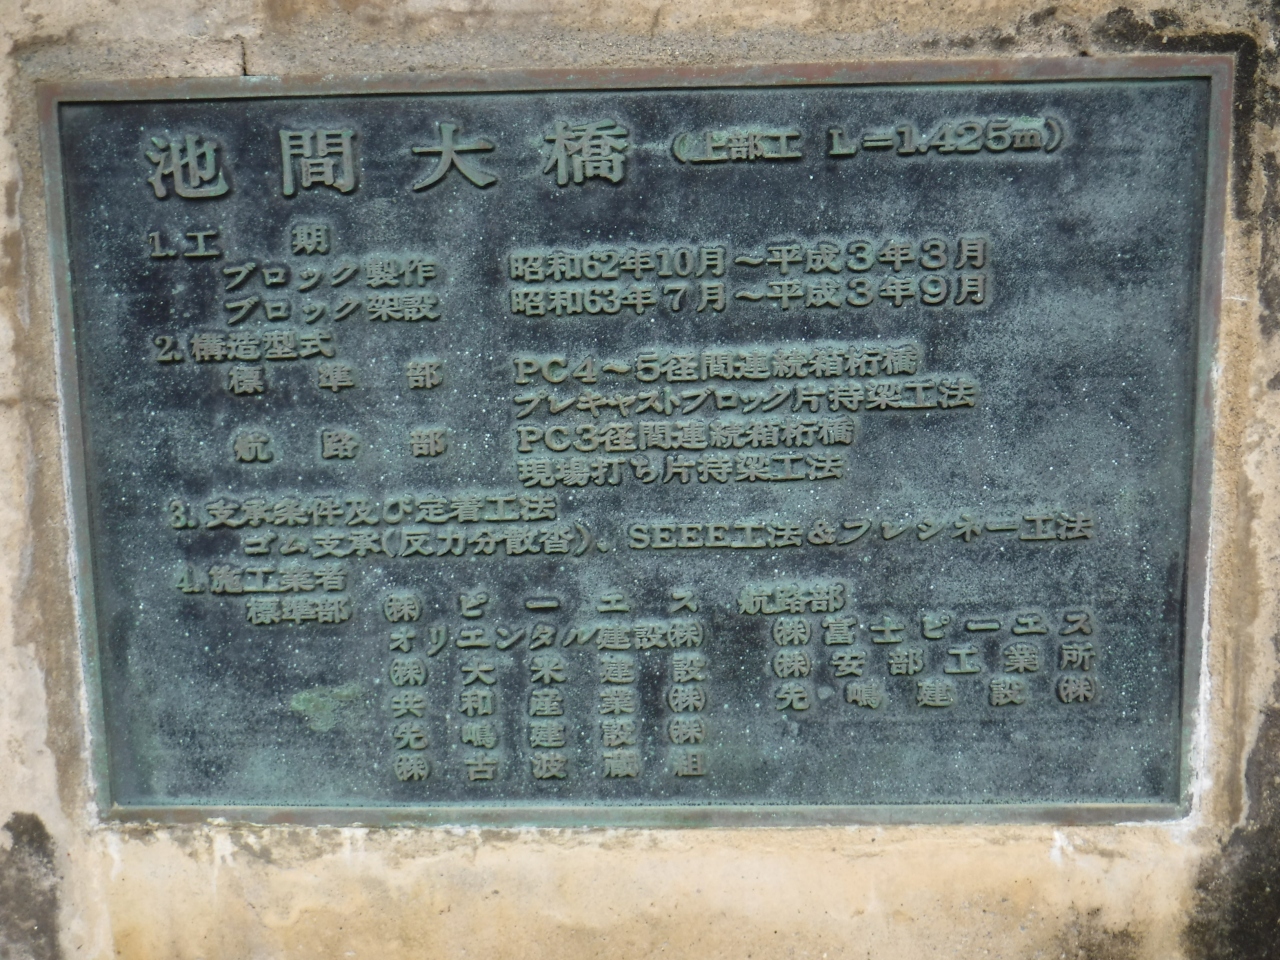 池間大橋（上部工 L=1.425m）
1.工期
ブロック製作 昭和62年10月～平成3年3月
ブロック架設 昭和63年7月～平成3年9月
2.構造型式
標準部 PC4～5径間連続箱桁橋
プレキャストブロック片持梁工法
航路部 PC3径間連続箱桁橋
現場打ち片持梁工法
3.支承条件及び定着工法
ゴム支承(反力分散沓)、SEEE工法&フレシネー工法
4.施工業者
標準部 ㈱ピーエス 航路部
オリエンタル建設㈱ ㈱富士ピーエス
㈱大米建設 ㈱安部工業所
共和産業㈱ 先嶋建設㈱
先嶋建設㈱
㈱古波蔵組